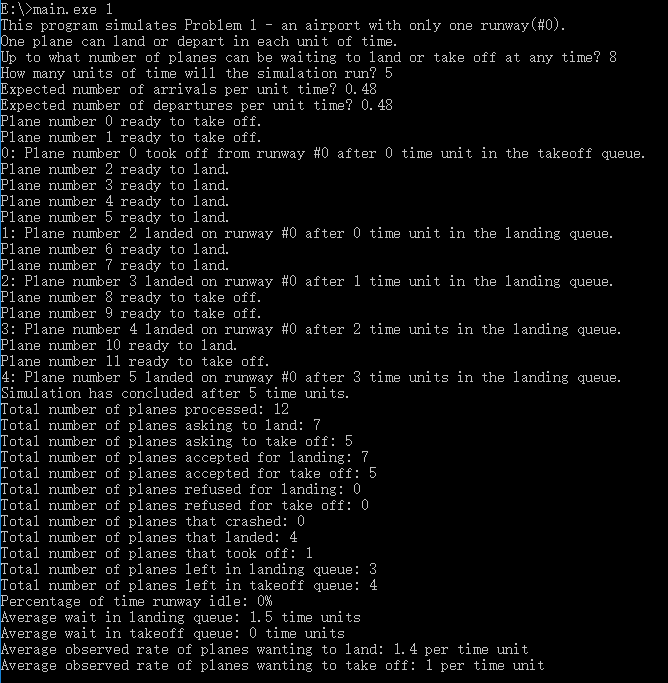 E:\>main.exe 1
This program simulates Problem 1 - an airport with only one runway(#0).
One plane can land or depart in each unit of time.
Up to what number of planes can be waiting to land or take off at any time? 8
How many units of time will the simulation run? 5
Expected number of arrivals per unit time? 0.48
Expected number of departures per unit time? 0.48
Plane number 0 ready to take off.
Plane number 1 ready to take off.
0: Plane number 0 took off from runway #0 after 0 time unit in the takeoff queue.
Plane number 2 ready to land.
Plane number 3 ready to land.
Plane number 4 ready to land.
Plane number 5 ready to land.
1: Plane number 2 landed on runway #0 after 0 time unit in the landing queue.
Plane number 6 ready to land.
Plane number 7 ready to land.
2: Plane number 3 landed on runway #0 after 1 time unit in the landing queue.
Plane number 8 ready to take off.
Plane number 9 ready to take off.
3: Plane number 4 landed on runway #0 after 2 time units in the landing queue.
Plane number 10 ready to land.
Plane number 11 ready to take off.
4: Plane number 5 landed on runway #0 after 3 time units in the landing queue.
Simulation has concluded after 5 time units.
Total number of planes processed: 12
Total number of planes asking to land: 7
Total number of planes asking to take off: 5
Total number of planes accepted for landing: 7
Total number of planes accepted for take off: 5
Total number of planes refused for landing: 0
Total number of planes refused for take off: 0
Total number of planes that crashed: 0
Total number of planes that landed: 4
Total number of planes that took off: 1
Total number of planes left in landing queue: 3
Total number of planes left in takeoff queue: 4
Percentage of time runway idle: 0%
Average wait in landing queue: 1.5 time units
Average wait in takeoff queue: 0 time units
Average observed rate of planes wanting to land: 1.4 per time unit
Average observed rate of planes wanting to take off: 1 per time unit